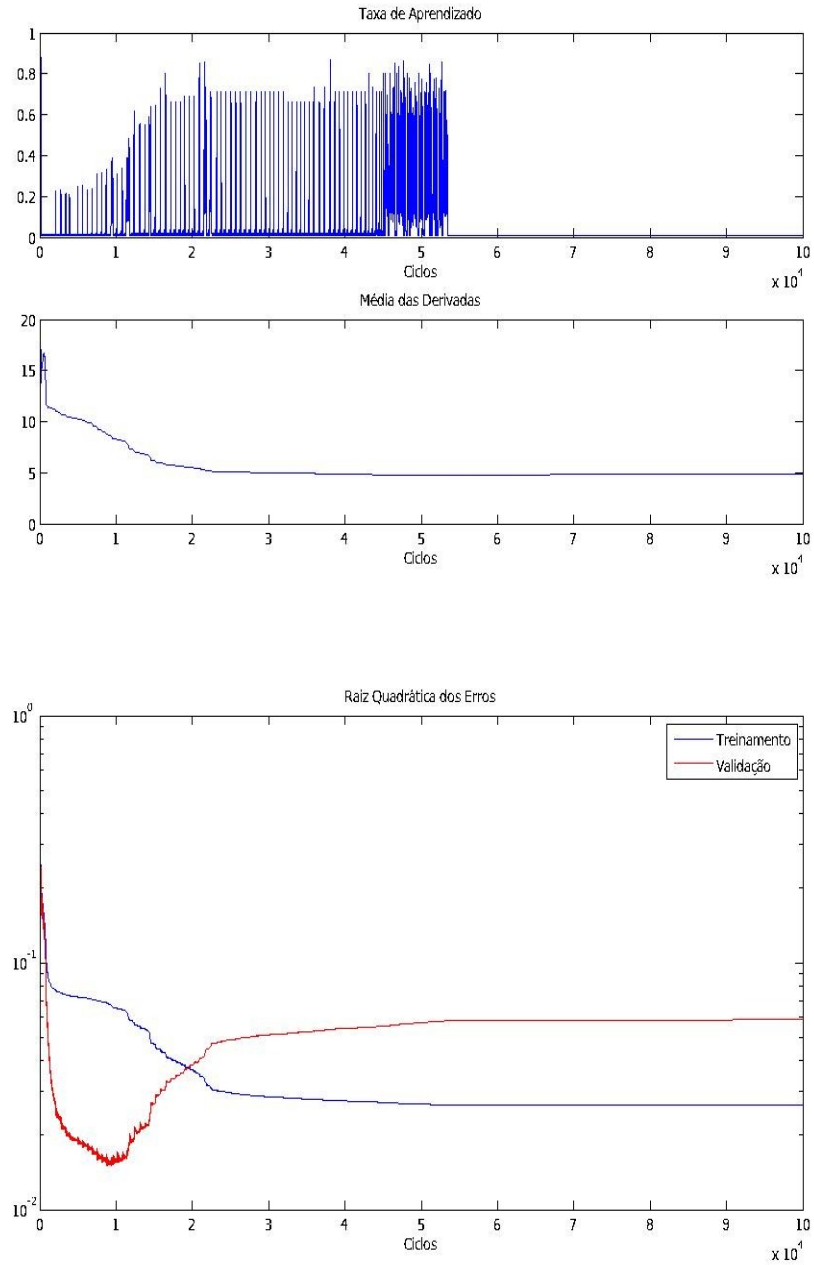 Taxa de Aprendizado
1
0.8
0.6
0.4
0.2
0
0 1 2 3 4 5 6 7 8 9 10
Ciclos
x 10^4
Média das Derivadas
20
15
10
5
0
0 1 2 3 4 5 6 7 8 9 10
Ciclos
x 10^4
Raiz Quadrática dos Erros
10^0
Treinamento
Validação
10^-1
10^-2
0 1 2 3 4 5 6 7 8 9 10
Ciclos
x 10^4